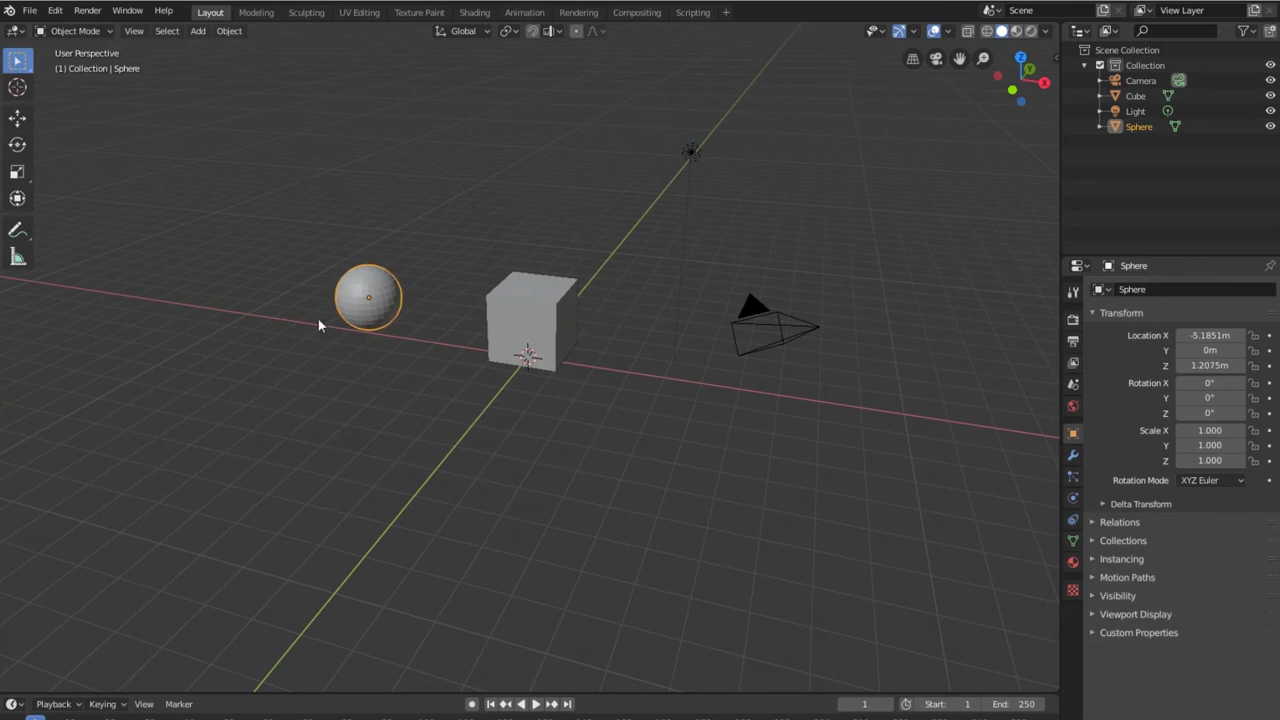 File Edit Render Window Help Layout Modeling Sculpting UV Editing Texture Paint Shading Animation Rendering Compositing Scripting + Scene View Layer
Object Mode View Select Add Object Global
User Perspective
(1) Collection | Sphere
Z
Y
X
Scene Collection
Collection
Camera
Cube
Light
Sphere
Sphere
Sphere
Transform
Location X -5.1851m
Y 0m
Z 1.2075m
Rotation X 0°
Y 0°
Z 0°
Scale X 1.000
Y 1.000
Z 1.000
Rotation Mode XYZ Euler
Delta Transform
Relations
Collections
Instancing
Motion Paths
Visibility
Viewport Display
Custom Properties
Playback Keying View Marker 1 Start: 1 End: 250